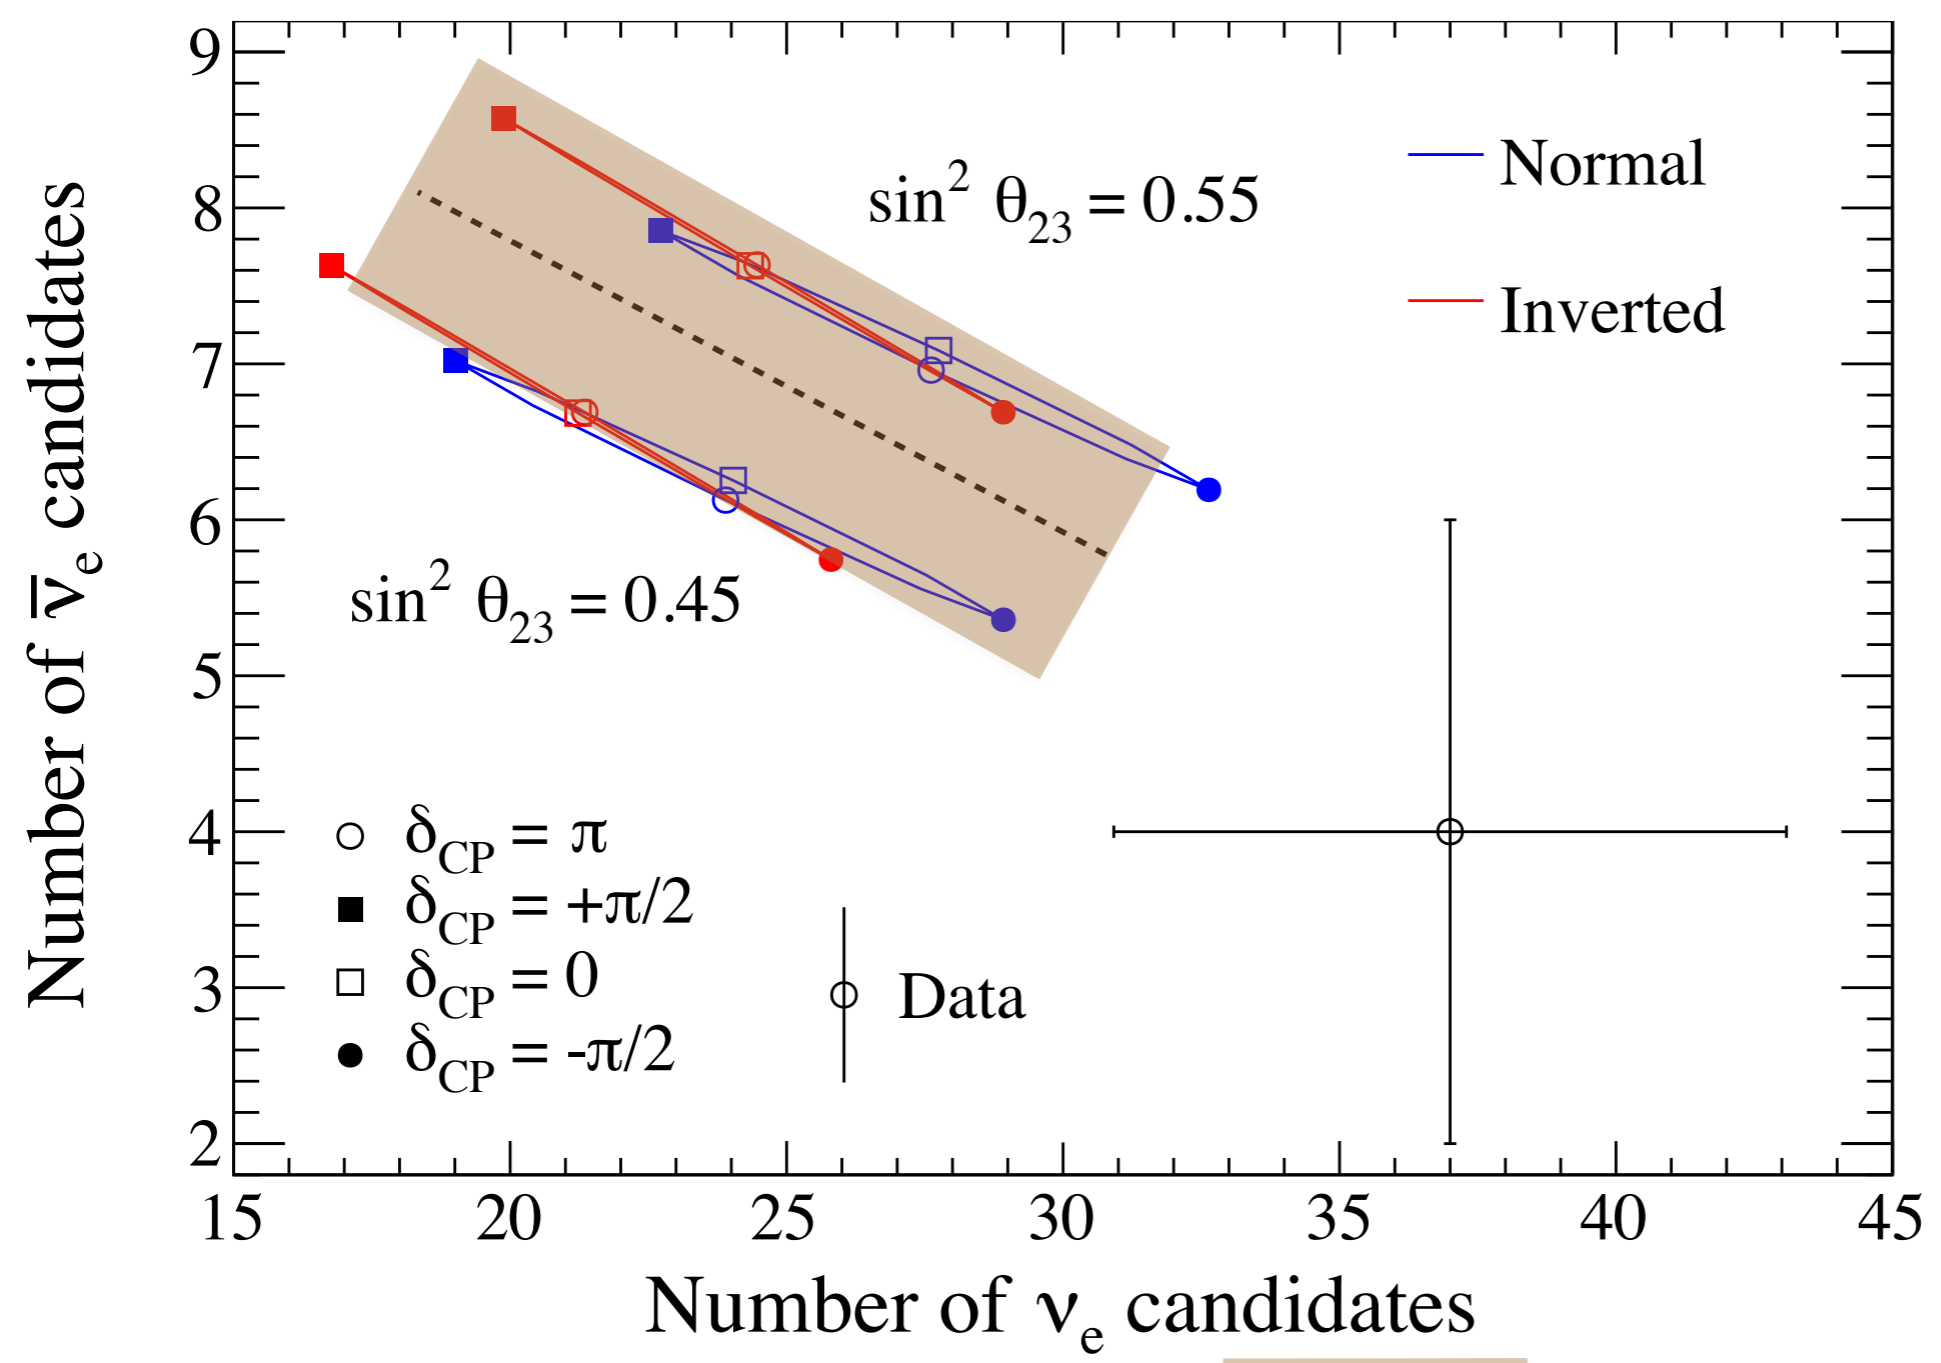 9
8
7
6
5
4
3
2
15 20 25 30 35 40 45
Number of ν̅e candidates
Number of νe candidates
sin² θ23 = 0.55
sin² θ23 = 0.45
Normal
Inverted
δCP = π
δCP = +π/2
δCP = 0
δCP = -π/2
Data